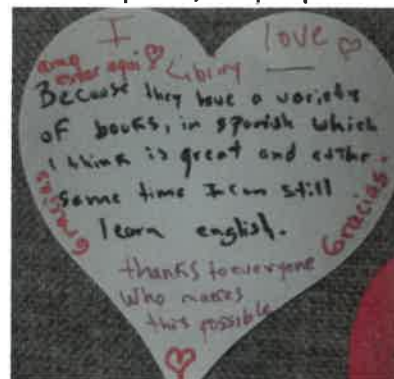 I love
amo estar aqui Library
Because they have a variety
of books, in spanish which
I think is great and at the
same time I can still
learn english.
Gracias
Gracias
thanks to everyone
who makes
this possible